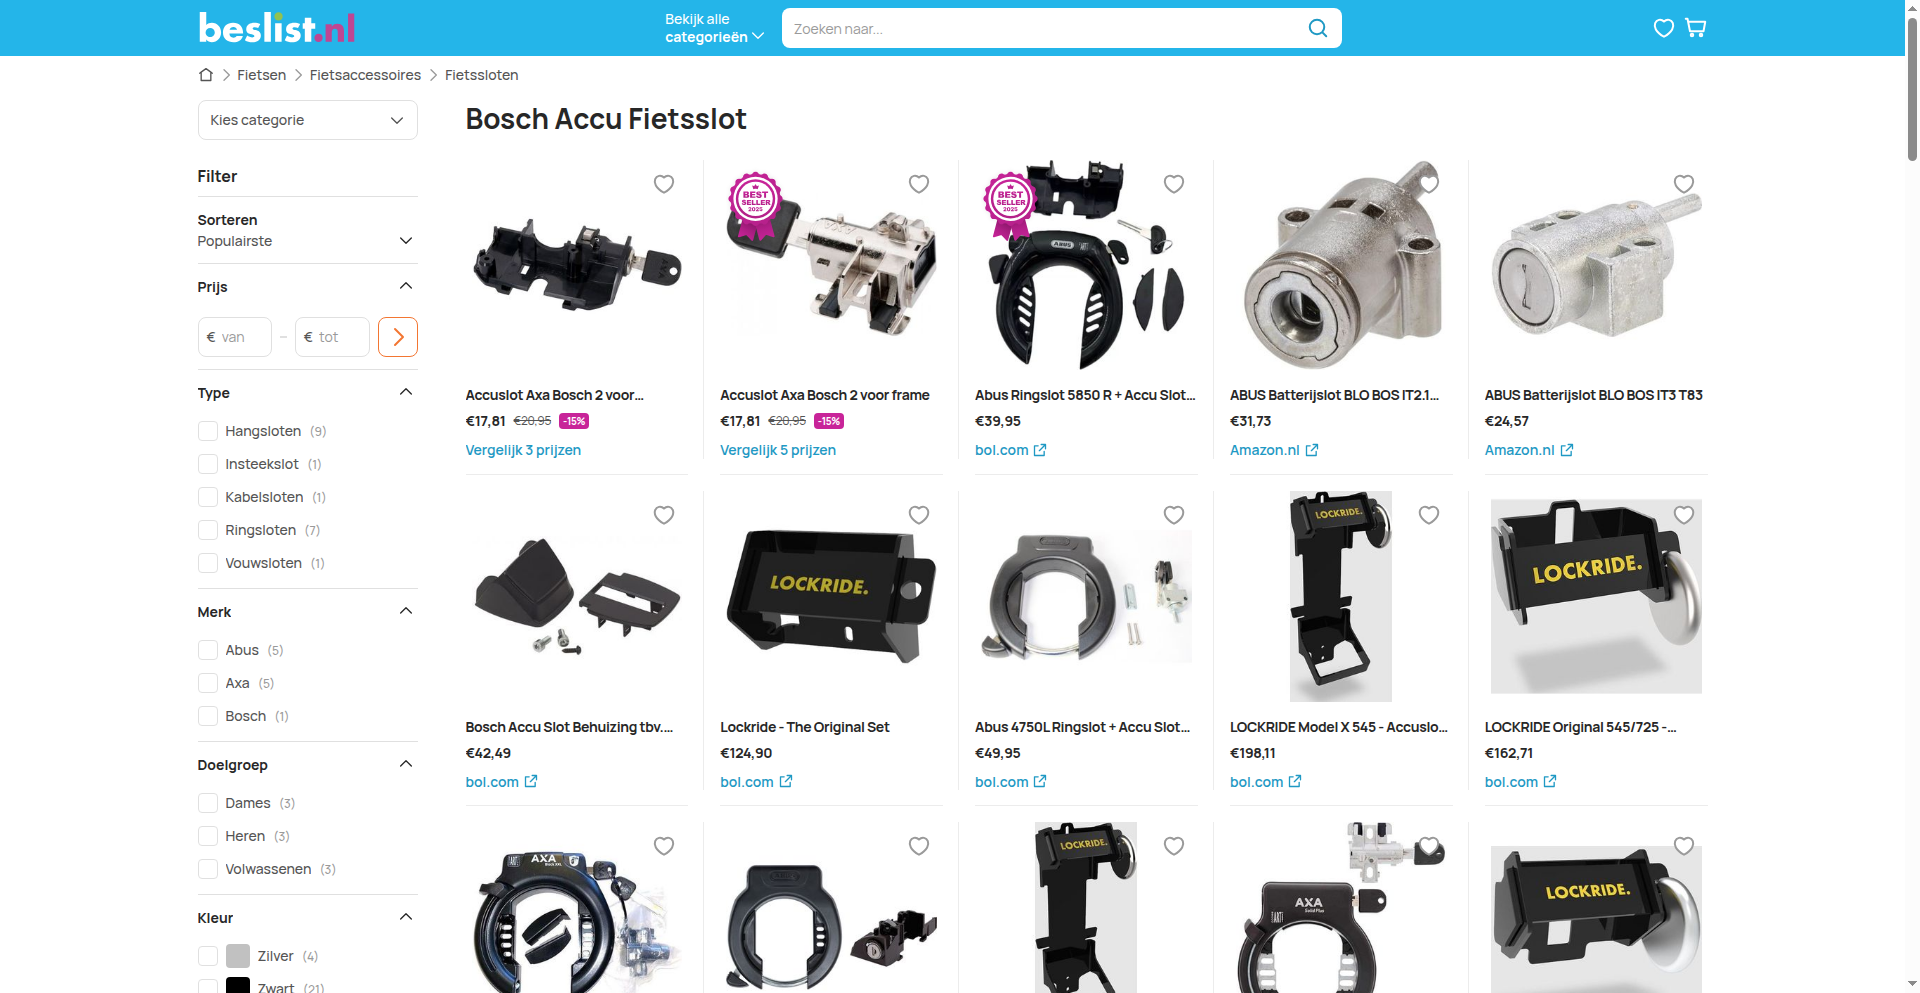 beslist.nl
Bekijk alle
categorieën
Zoeken naar...
Fietsen
Fietsaccessoires
Fietssloten
Kies categorie
Bosch Accu Fietsslot
Filter
Sorteren
Populairste
Prijs
€ van
–
€ tot
Type
Hangsloten (9)
Insteekslot (1)
Kabelsloten (1)
Ringsloten (7)
Vouwsloten (1)
Merk
Abus (5)
Axa (5)
Bosch (1)
Doelgroep
Dames (3)
Heren (3)
Volwassenen (3)
Kleur
Zilver (4)
Zwart (21)
Accuslot Axa Bosch 2 voor...
€17,81 €20,95 -15%
Vergelijk 3 prijzen
BEST
SELLER
2025
Accuslot Axa Bosch 2 voor frame
€17,81 €20,95 -15%
Vergelijk 5 prijzen
BEST
SELLER
2025
ABUS
Abus Ringslot 5850 R + Accu Slot...
€39,95
bol.com
ABUS Batterijslot BLO BOS IT2.1...
€31,73
Amazon.nl
ABUS Batterijslot BLO BOS IT3 T83
€24,57
Amazon.nl
Bosch Accu Slot Behuizing tbv....
€42,49
bol.com
LOCKRIDE.
Lockride - The Original Set
€124,90
bol.com
Abus 4750L Ringslot + Accu Slot...
€49,95
bol.com
LOCKRIDE.
LOCKRIDE Model X 545 - Accuslo...
€198,11
bol.com
LOCKRIDE.
LOCKRIDE Original 545/725 -...
€162,71
bol.com
AXA
LOCKRIDE.
AXA
Solid Plus
LOCKRIDE.